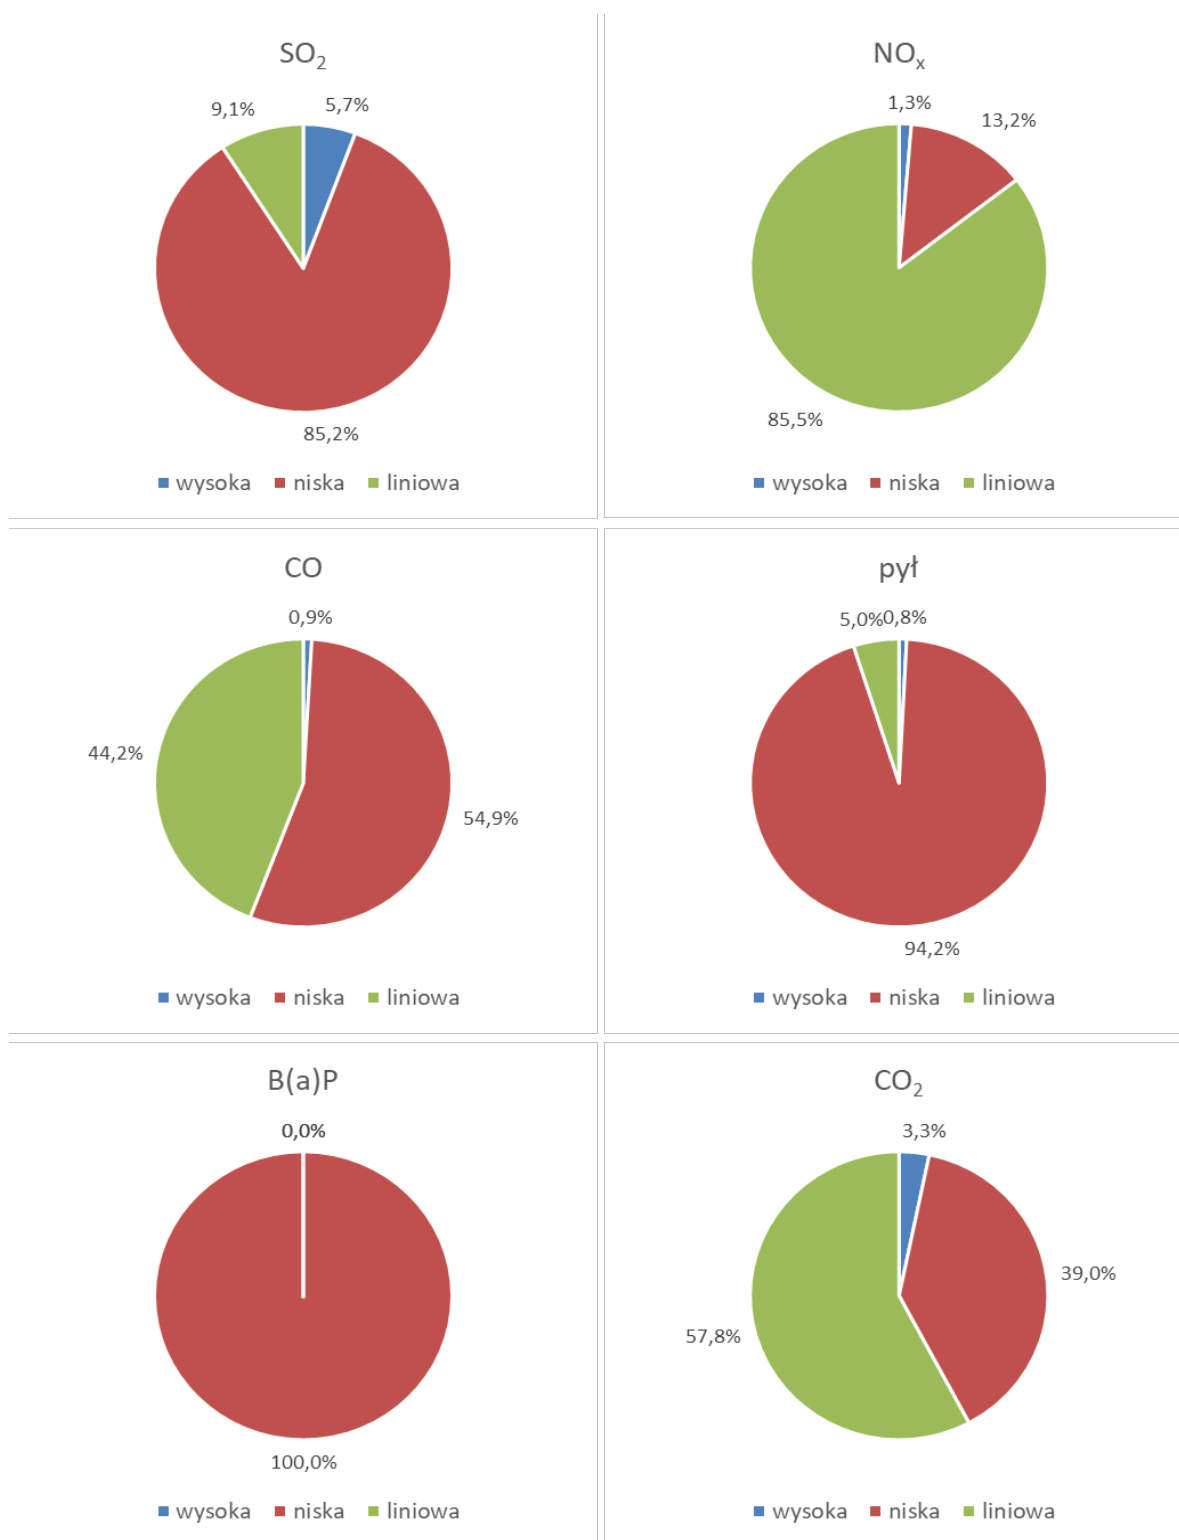 SO₂
9,1%
5,7%
85,2%
wysoka niska liniowa
NOₓ
1,3%
13,2%
85,5%
wysoka niska liniowa
CO
0,9%
44,2%
54,9%
wysoka niska liniowa
pył
5,0% 0,8%
94,2%
wysoka niska liniowa
B(a)P
0,0%
100,0%
wysoka niska liniowa
CO₂
3,3%
39,0%
57,8%
wysoka niska liniowa